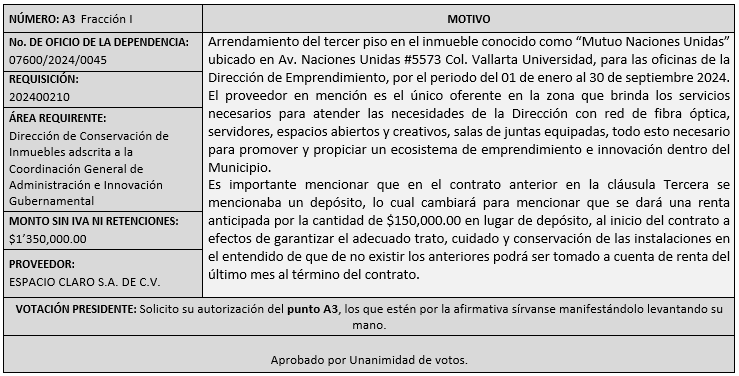 NÚMERO: A3 Fracción I
MOTIVO
No. DE OFICIO DE LA DEPENDENCIA:
07600/2024/0045
REQUISICIÓN:
202400210
ÁREA REQUIRENTE:
Dirección de Conservación de
Inmuebles adscrita a la
Coordinación General de
Administración e Innovación
Gubernamental
MONTO SIN IVA NI RETENCIONES:
$1'350,000.00
PROVEEDOR:
ESPACIO CLARO S.A. DE C.V.
Arrendamiento del tercer piso en el inmueble conocido como “Mutuo Naciones Unidas”
ubicado en Av. Naciones Unidas #5573 Col. Vallarta Universidad, para las oficinas de la
Dirección de Emprendimiento, por el periodo del 01 de enero al 30 de septiembre 2024.
El proveedor en mención es el único oferente en la zona que brinda los servicios
necesarios para atender las necesidades de la Dirección con red de fibra óptica,
servidores, espacios abiertos y creativos, salas de juntas equipadas, todo esto necesario
para promover y propiciar un ecosistema de emprendimiento e innovación dentro del
Municipio.
Es importante mencionar que en el contrato anterior en la cláusula Tercera se
mencionaba un depósito, lo cual cambiará para mencionar que se dará una renta
anticipada por la cantidad de $150,000.00 en lugar de depósito, al inicio del contrato a
efectos de garantizar el adecuado trato, cuidado y conservación de las instalaciones en
el entendido de que de no existir los anteriores podrá ser tomado a cuenta de renta del
último mes al término del contrato.
VOTACIÓN PRESIDENTE: Solicito su autorización del punto A3, los que estén por la afirmativa sírvanse manifestándolo levantando su
mano.
Aprobado por Unanimidad de votos.